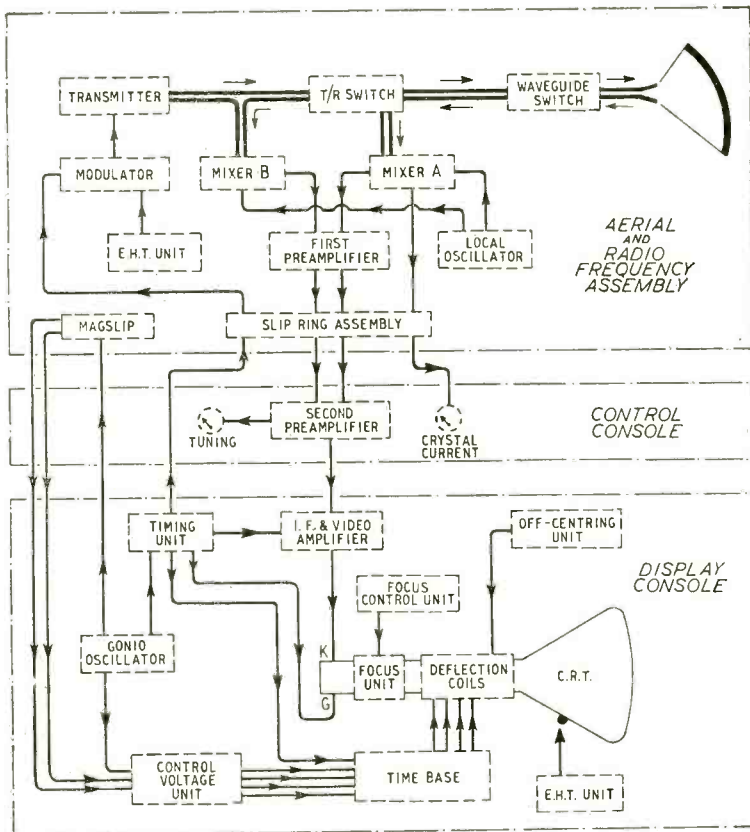 TRANSMITTER
T/R SWITCH
WAVEGUIDE
SWITCH
MODULATOR
MIXER B
MIXER A
E.H.T. UNIT
FIRST
PREAMPLIFIER
LOCAL
OSCILLATOR
AERIAL
AND
RADIO
FREQUENCY
ASSEMBLY
MAGSLIP
SLIP RING ASSEMBLY
TUNING
SECOND
PREAMPLIFIER
CRYSTAL
CURRENT
CONTROL
CONSOLE
TIMING
UNIT
I.F. & VIDEO
AMPLIFIER
OFF-CENTRING
UNIT
DISPLAY
CONSOLE
FOCUS
CONTROL UNIT
GONIO
OSCILLATOR
K
G
FOCUS
UNIT
DEFLECTION
COILS
C.R.T.
CONTROL
VOLTAGE
UNIT
TIME BASE
E.H.T. UNIT